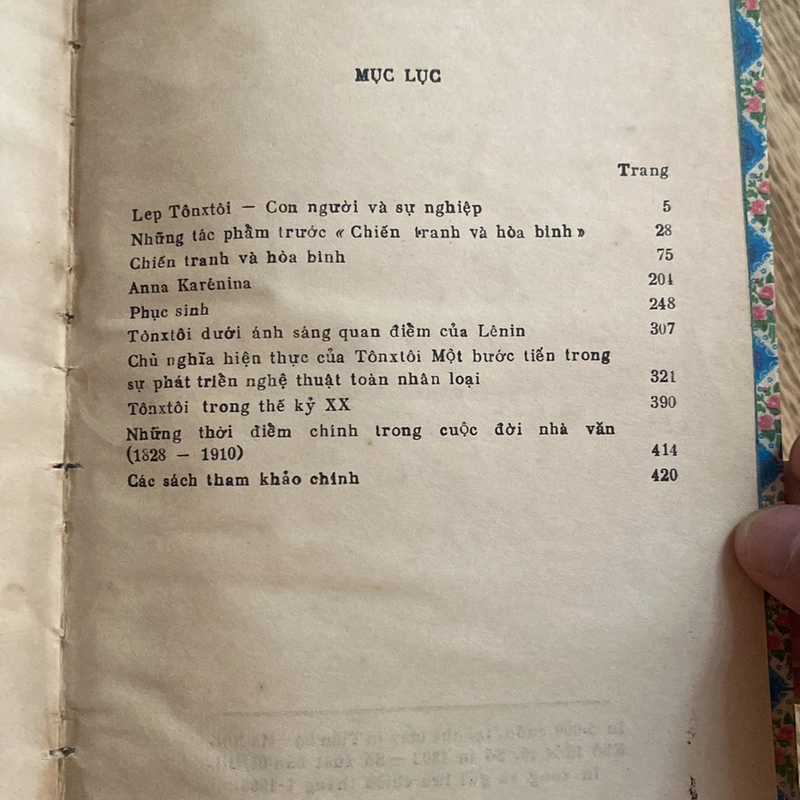 MỤC LỤC
Trang
Lep Tônxtôi — Con người và sự nghiệp 5
Những tác phẩm trước « Chiến tranh và hòa bình » 28
Chiến tranh và hòa bình 75
Anna Karénina 204
Phục sinh 248
Tônxtôi dưới ánh sáng quan điểm của Lênin 307
Chủ nghĩa hiện thực của Tônxtôi Một bước tiến trong
sự phát triển nghệ thuật toàn nhân loại 321
Tônxtôi trong thế kỷ XX 390
Những thời điểm chính trong cuộc đời nhà văn
(1828 — 1910) 414
Các sách tham khảo chính 420